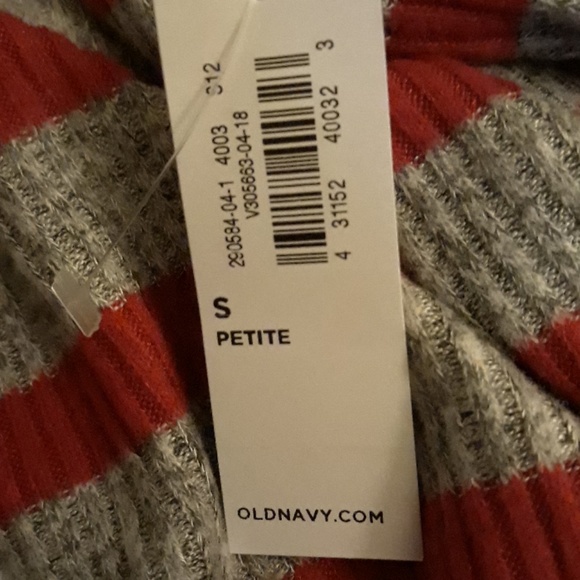 290584-04-1 4003 012
V305663-04-18
4 31152 40032 3
S
PETITE
OLDNAVY.COM